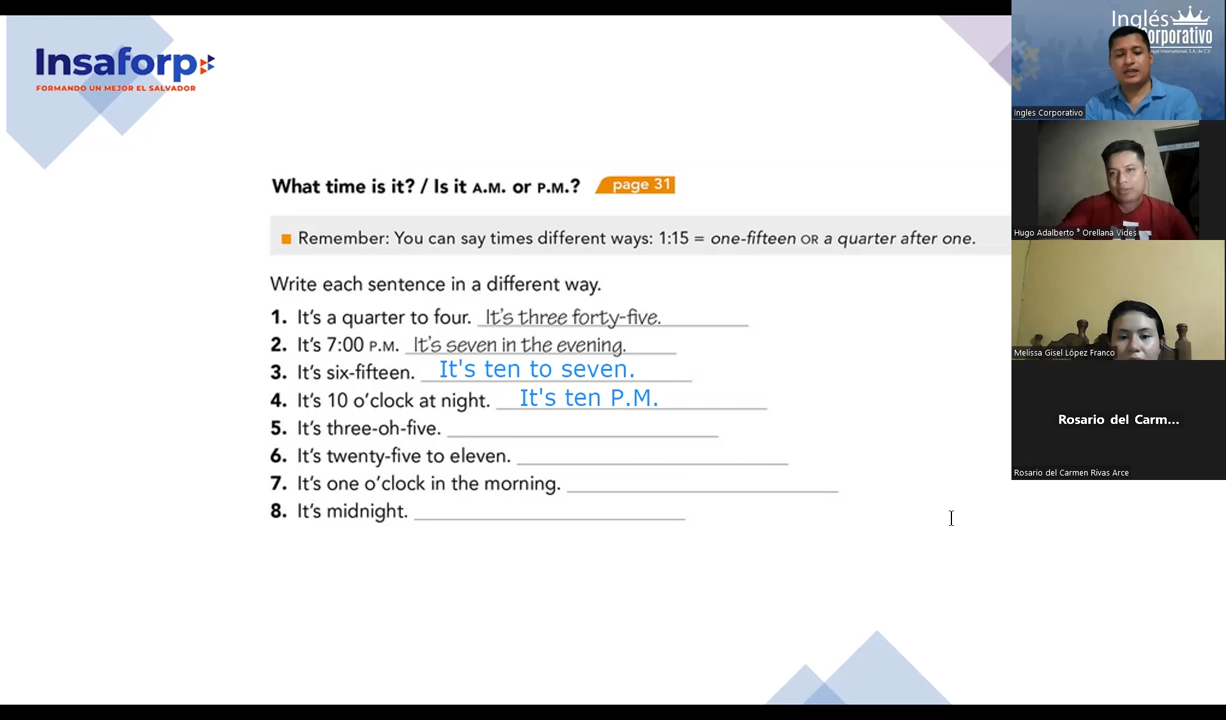 Insaforp
FORMANDO UN MEJOR EL SALVADOR
What time is it? / Is it A.M. or P.M.? page 31
Remember: You can say times different ways: 1:15 = one-fifteen OR a quarter after one.
Write each sentence in a different way.
1. It's a quarter to four. It's three forty-five.
2. It's 7:00 P.M. It's seven in the evening.
3. It's six-fifteen. It's ten to seven.
4. It's 10 o'clock at night. It's ten P.M.
5. It's three-oh-five.
6. It's twenty-five to eleven.
7. It's one o'clock in the morning.
8. It's midnight.
Inglés
Corporativo
Ingles Corporativo
Hugo Adalberto * Orellana Vides
Melissa Gisel López Franco
Rosario del Carm...
Rosario del Carmen Rivas Arce